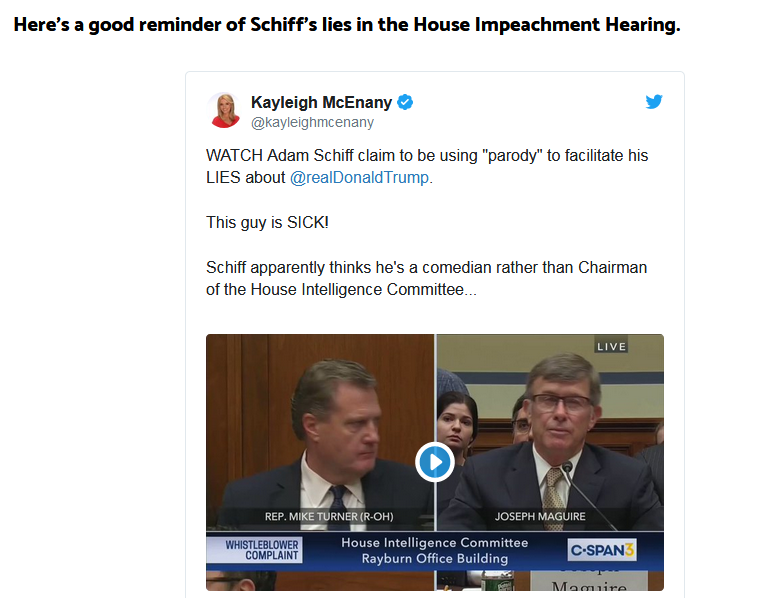 Here's a good reminder of Schiff's lies in the House Impeachment Hearing.
Kayleigh McEnany
@kayleighmcenany
WATCH Adam Schiff claim to be using "parody" to facilitate his
LIES about @realDonaldTrump.
This guy is SICK!
Schiff apparently thinks he's a comedian rather than Chairman
of the House Intelligence Committee...
LIVE
REP. MIKE TURNER (R-OH)
JOSEPH MAGUIRE
WHISTLEBLOWER
COMPLAINT
House Intelligence Committee
Rayburn Office Building
C-SPAN3
Joseph
Maguire